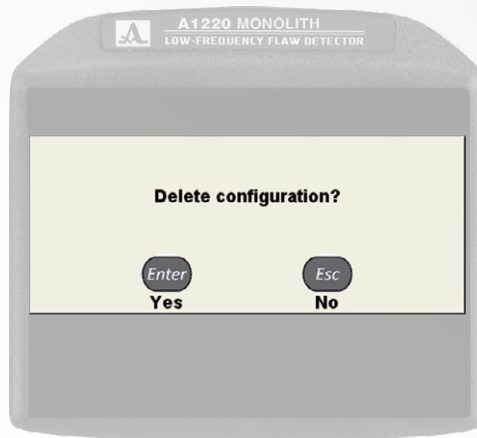 A1220 MONOLITH
LOW-FREQUENCY FLAW DETECTOR
Delete configuration?
Enter
Esc
Yes
No